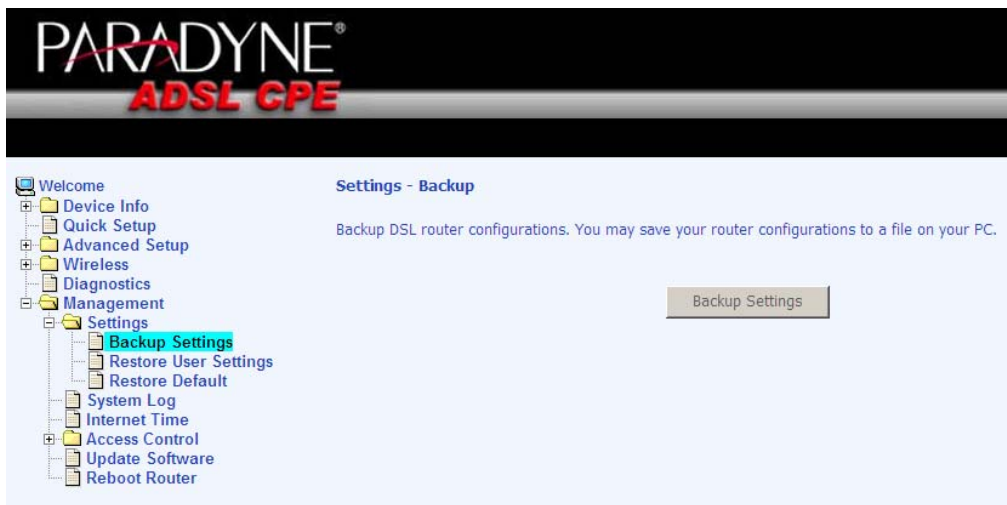 PARADYNE®
ADSL CPE
Welcome
Device Info
Quick Setup
Advanced Setup
Wireless
Diagnostics
Management
Settings
Backup Settings
Restore User Settings
Restore Default
System Log
Internet Time
Access Control
Update Software
Reboot Router
Settings - Backup
Backup DSL router configurations. You may save your router configurations to a file on your PC.
Backup Settings